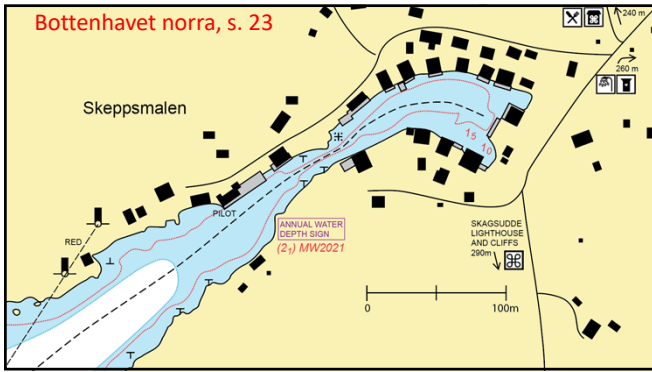 Bottenhavet norra, s. 23
240 m
260 m
Skeppsmalen
1₅
1₀
PILOT
ANNUAL WATER
DEPTH SIGN
(2₁) MW2021
RED
SKAGSUDDE
LIGHTHOUSE
AND CLIFFS
290m
0
100m